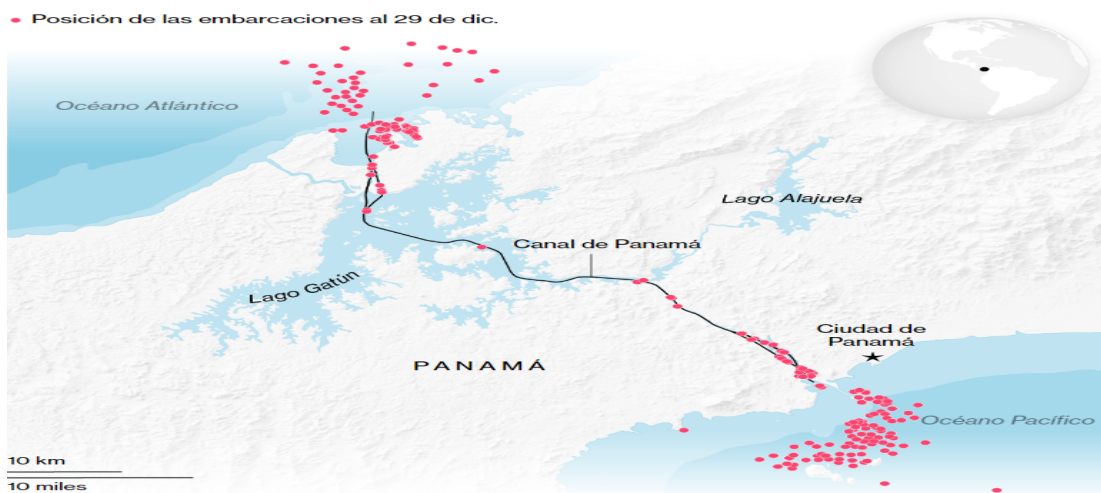 Posición de las embarcaciones al 29 de dic.
Océano Atlántico
Lago Alajuela
Canal de Panamá
Lago Gatún
Ciudad de
Panamá
PANAMÁ
Océano Pacífico
10 km
10 miles